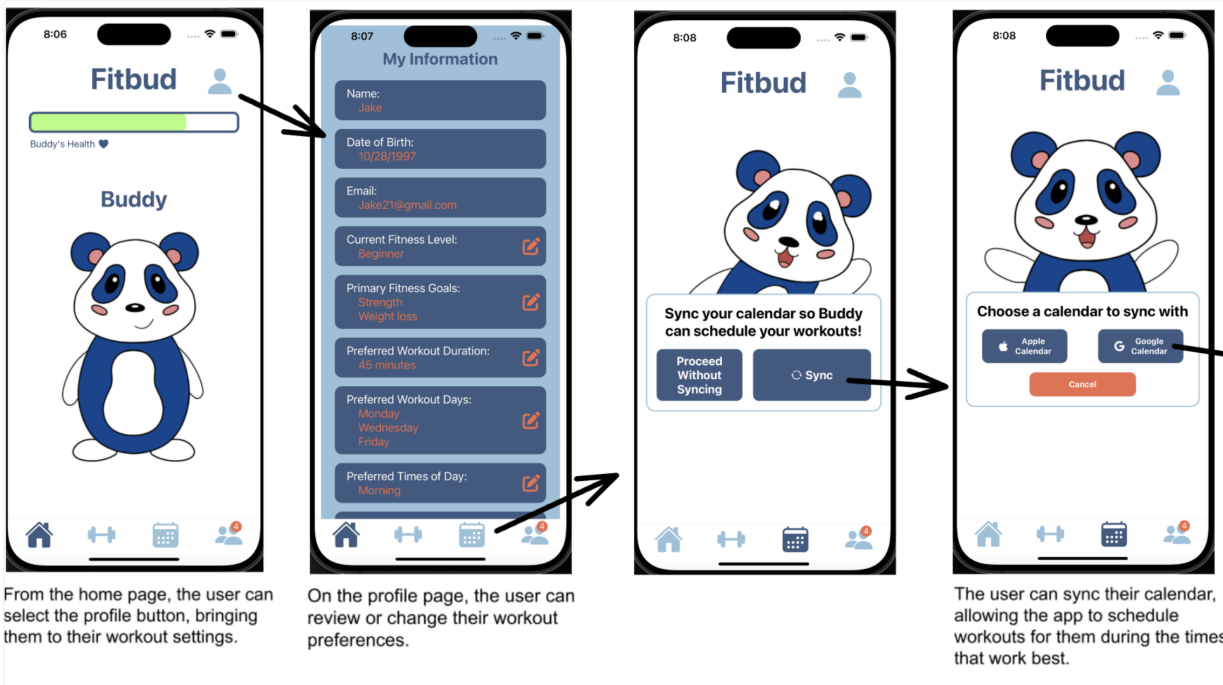 8:06
Fitbud
Buddy's Health
Buddy
From the home page, the user can
select the profile button, bringing
them to their workout settings.
8:07
My Information
Name:
Jake
Date of Birth:
10/28/1997
Email:
Jake21@gmail.com
Current Fitness Level:
Beginner
Primary Fitness Goals:
Strength
Weight loss
Preferred Workout Duration:
45 minutes
Preferred Workout Days:
Monday
Wednesday
Friday
Preferred Times of Day:
Morning
4
4
On the profile page, the user can
review or change their workout
preferences.
8:08
Fitbud
Sync your calendar so Buddy
can schedule your workouts!
Proceed
Without
Syncing
Sync
4
8:08
Fitbud
Choose a calendar to sync with
Apple
Calendar
G Google
Calendar
Cancel
4
The user can sync their calendar,
allowing the app to schedule
workouts for them during the times
that work best.